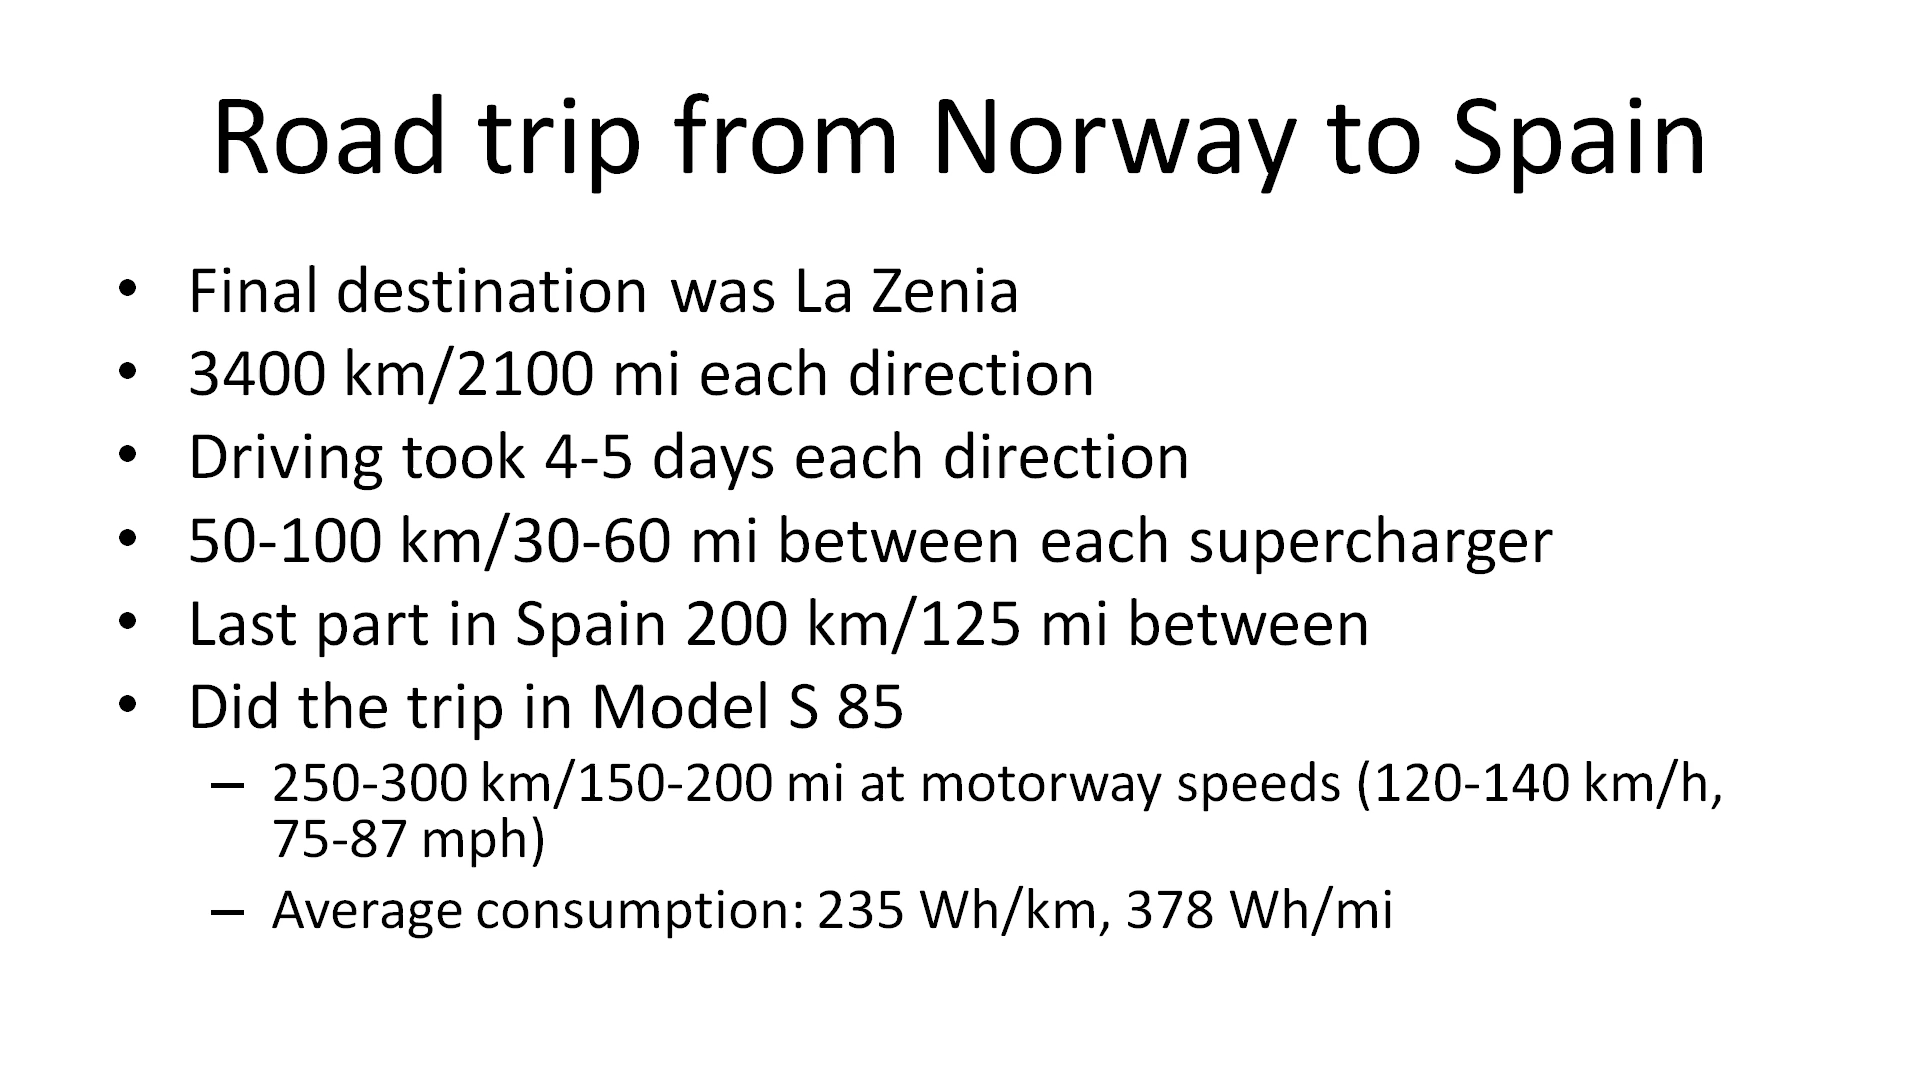 Road trip from Norway to Spain
• Final destination was La Zenia
• 3400 km/2100 mi each direction
• Driving took 4-5 days each direction
• 50-100 km/30-60 mi between each supercharger
• Last part in Spain 200 km/125 mi between
• Did the trip in Model S 85
– 250-300 km/150-200 mi at motorway speeds (120-140 km/h,
75-87 mph)
– Average consumption: 235 Wh/km, 378 Wh/mi